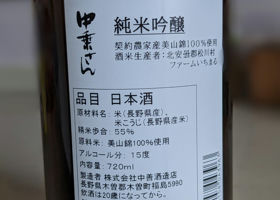 中乗さん
純米吟醸
契約農家産美山錦100%使用
酒米生産者：北安曇郡松川村
ファームいちまる
品目 日本酒
原材料名：米（長野県産）、
米こうじ（長野県産米）
精米歩合：55%
原料米：美山錦100%使用
アルコール分：15度
内容量：720ml
製造者 株式会社中善酒造店
長野県木曽郡木曽町福島5990
飲酒は20歳になってから。